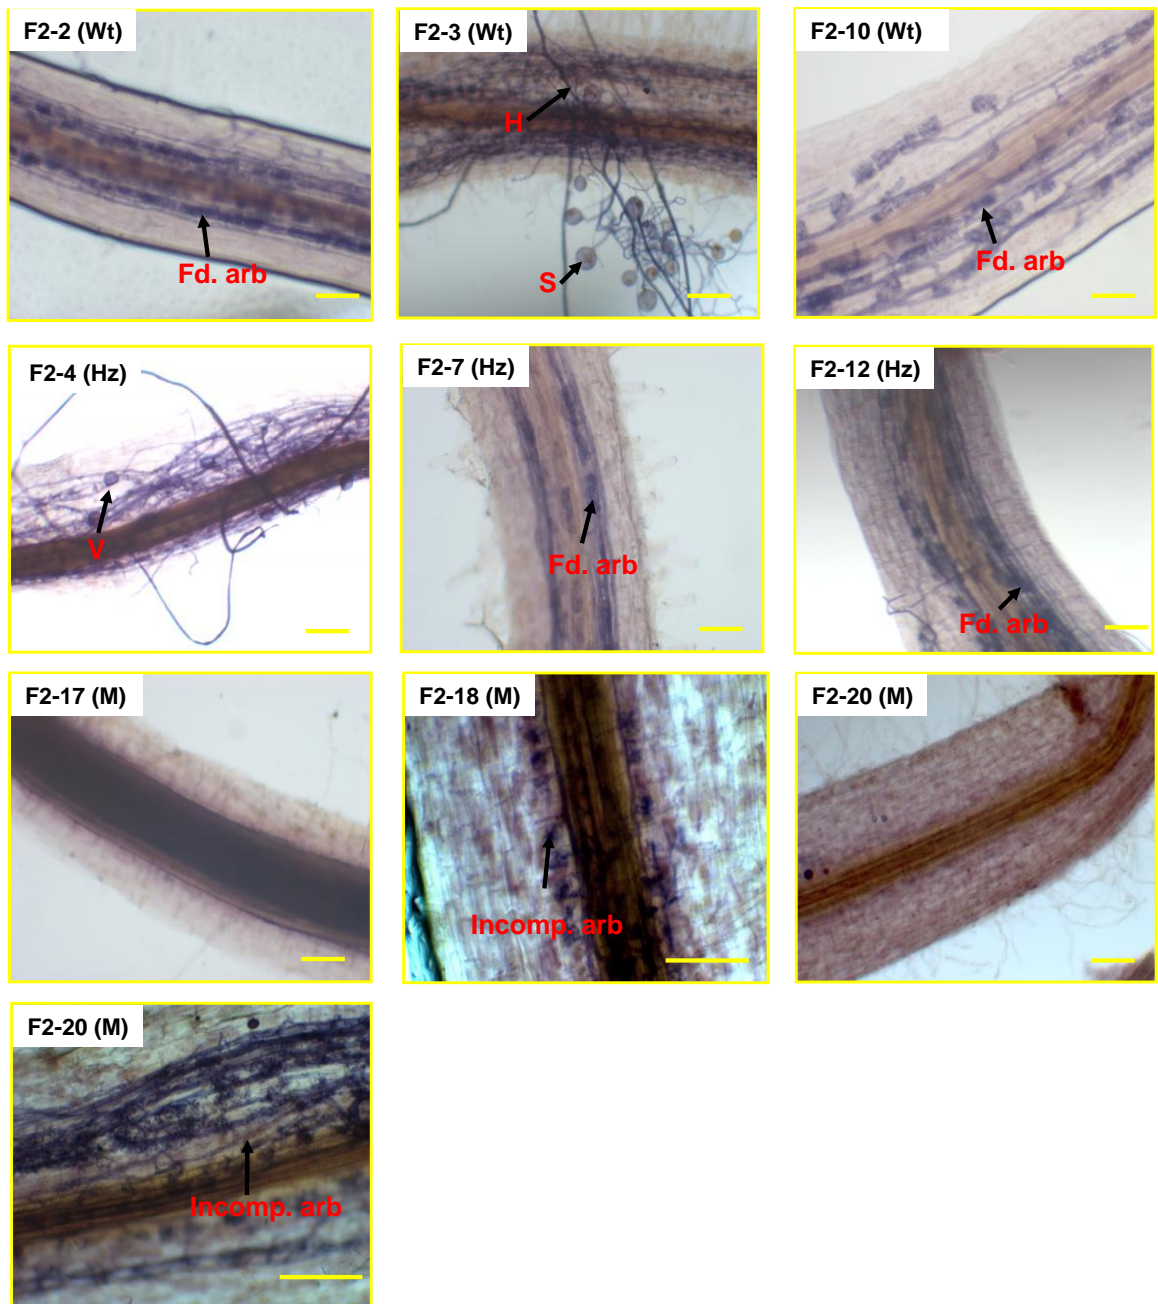 F2-2 (Wt)
Fd. arb
F2-3 (Wt)
H
S
F2-10 (Wt)
Fd. arb
F2-4 (Hz)
V
F2-7 (Hz)
Fd. arb
F2-12 (Hz)
Fd. arb
F2-17 (M)
F2-18 (M)
Incomp. arb
F2-20 (M)
F2-20 (M)
Incomp. arb